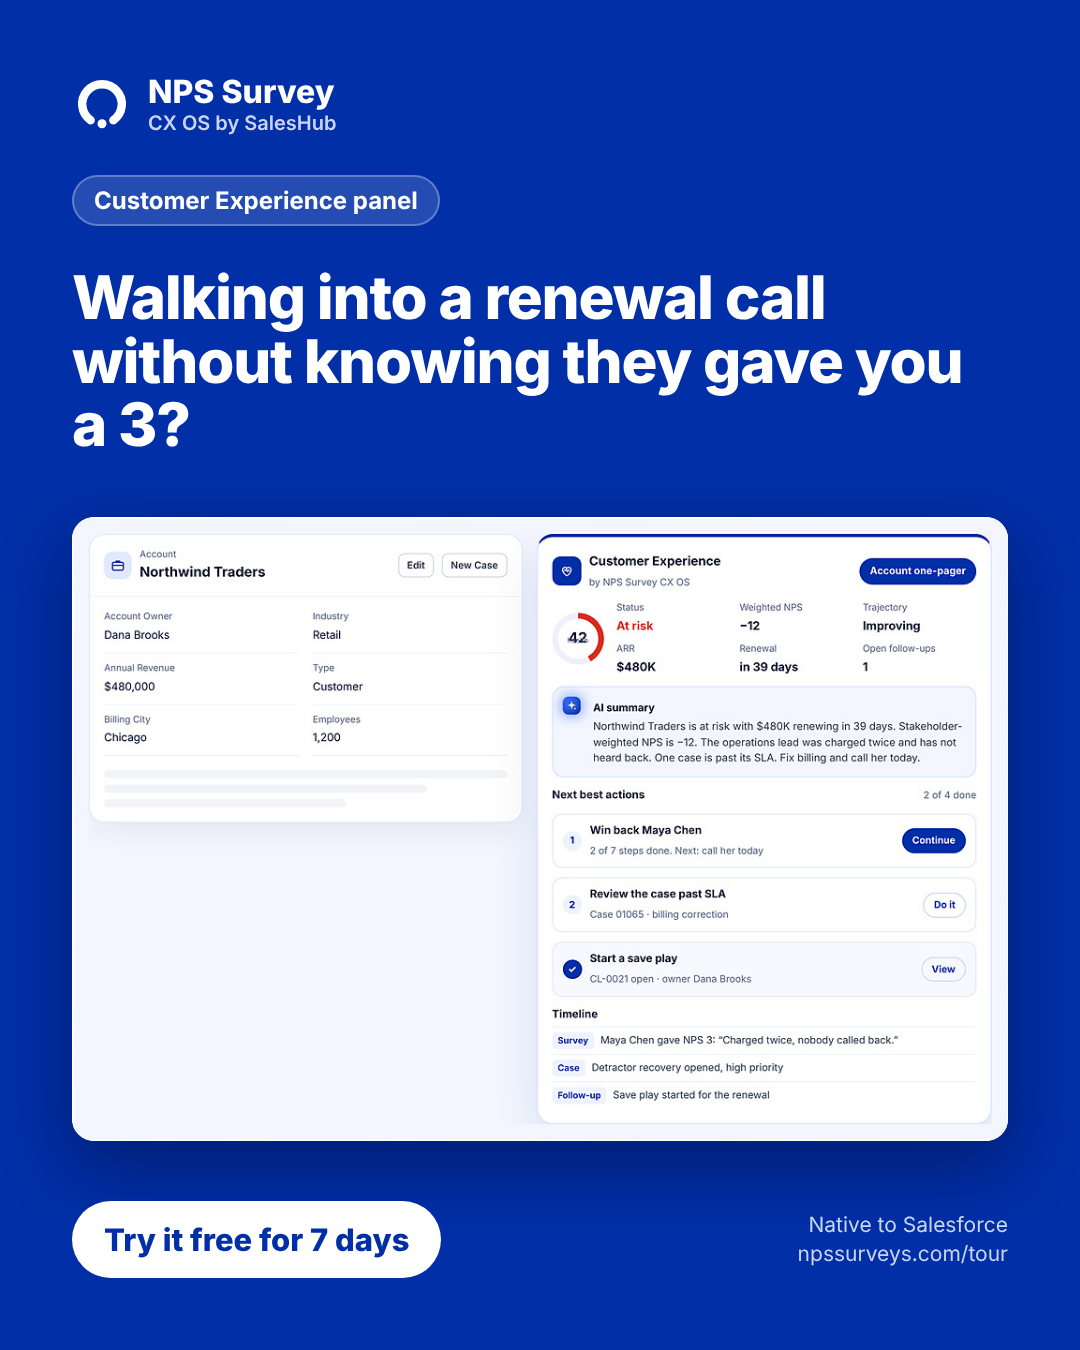 NPS Survey
CX OS by SalesHub
Customer Experience panel
Walking into a renewal call
without knowing they gave you
a 3?
Account
Northwind Traders
Edit
New Case
Account Owner
Industry
Dana Brooks
Retail
Annual Revenue
Type
$480,000
Customer
Billing City
Employees
Chicago
1,200
Customer Experience
by NPS Survey CX OS
Account one-pager
42
Status
Weighted NPS
Trajectory
At risk
−12
Improving
ARR
Renewal
Open follow-ups
$480K
in 39 days
1
AI summary
Northwind Traders is at risk with $480K renewing in 39 days. Stakeholder-
weighted NPS is −12. The operations lead was charged twice and has not
heard back. One case is past its SLA. Fix billing and call her today.
Next best actions
2 of 4 done
1
Win back Maya Chen
2 of 7 steps done. Next: call her today
Continue
2
Review the case past SLA
Case 01065 · billing correction
Do it
Start a save play
CL-0021 open · owner Dana Brooks
View
Timeline
Survey Maya Chen gave NPS 3: “Charged twice, nobody called back.”
Case Detractor recovery opened, high priority
Follow-up Save play started for the renewal
Try it free for 7 days
Native to Salesforce
npssurveys.com/tour